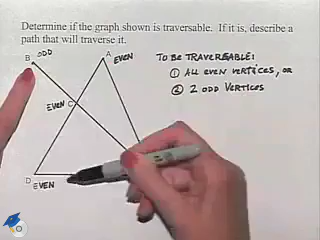 Determine if the graph shown is traversable. If it is, describe a
path that will traverse it.
B ODD
A EVEN
TO BE TRAVERSABLE:
① ALL EVEN VERTICES, OR
② 2 ODD VERTICES
EVEN C
D
EVEN